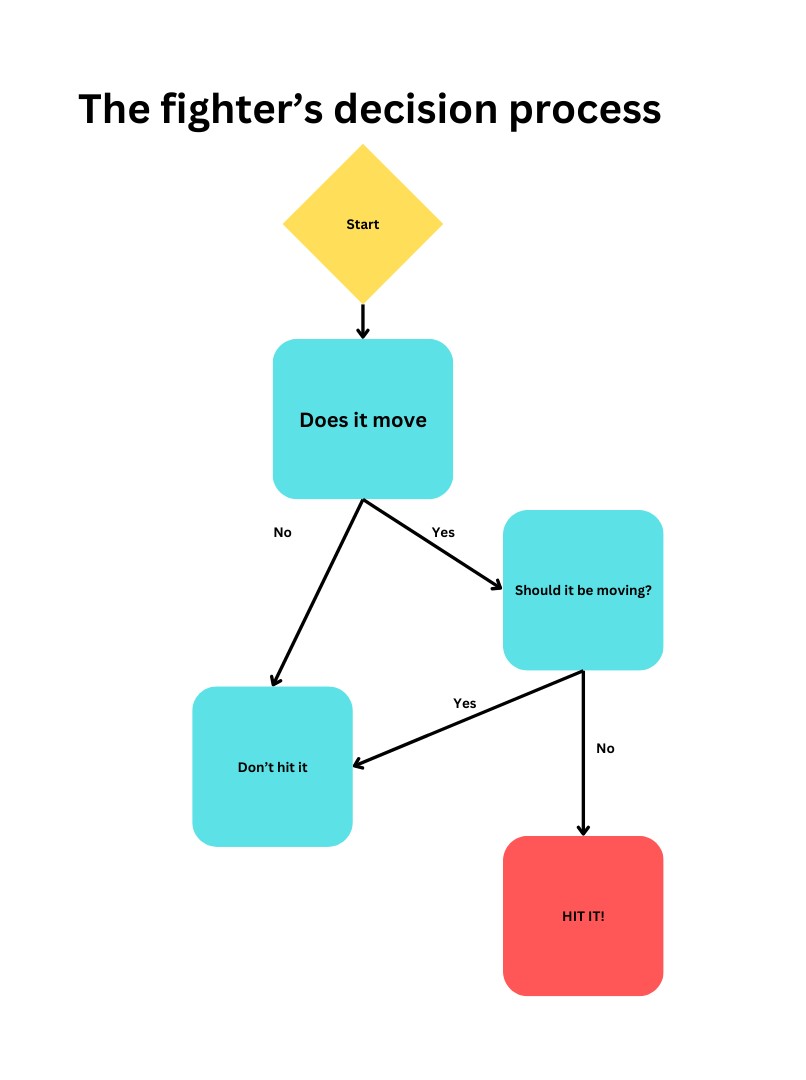 The fighter’s decision process
Start
Does it move
No
Yes
Should it be moving?
Yes
No
Don’t hit it
HIT IT!